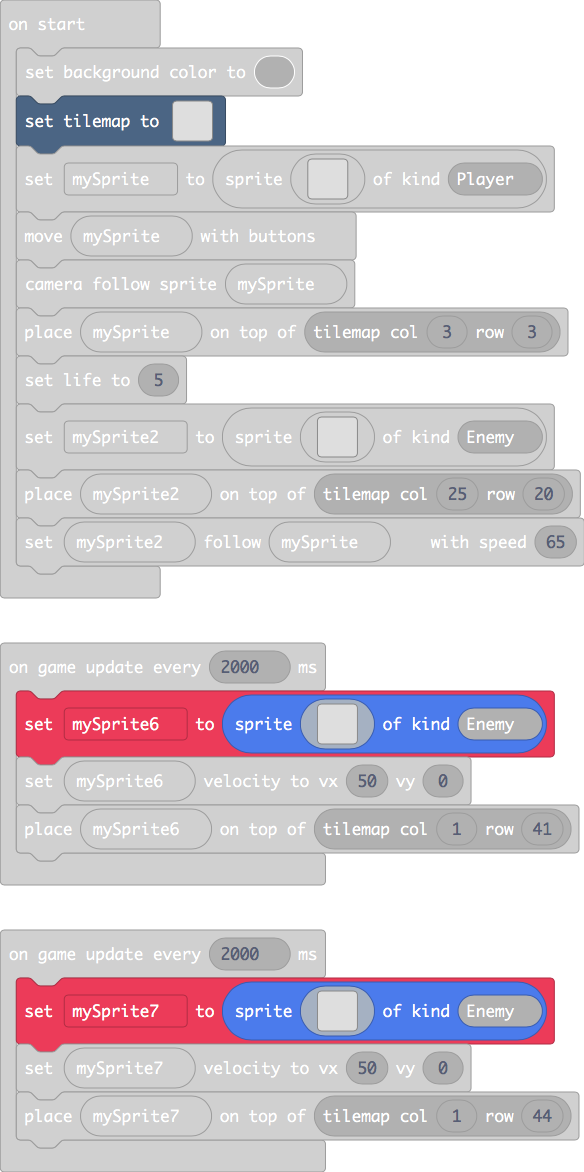 on start
set background color to
set tilemap to
set mySprite to sprite of kind Player
move mySprite with buttons
camera follow sprite mySprite
place mySprite on top of tilemap col 3 row 3
set life to 5
set mySprite2 to sprite of kind Enemy
place mySprite2 on top of tilemap col 25 row 20
set mySprite2 follow mySprite with speed 65
on game update every 2000 ms
set mySprite6 to sprite of kind Enemy
set mySprite6 velocity to vx 50 vy 0
place mySprite6 on top of tilemap col 1 row 41
on game update every 2000 ms
set mySprite7 to sprite of kind Enemy
set mySprite7 velocity to vx 50 vy 0
place mySprite7 on top of tilemap col 1 row 44